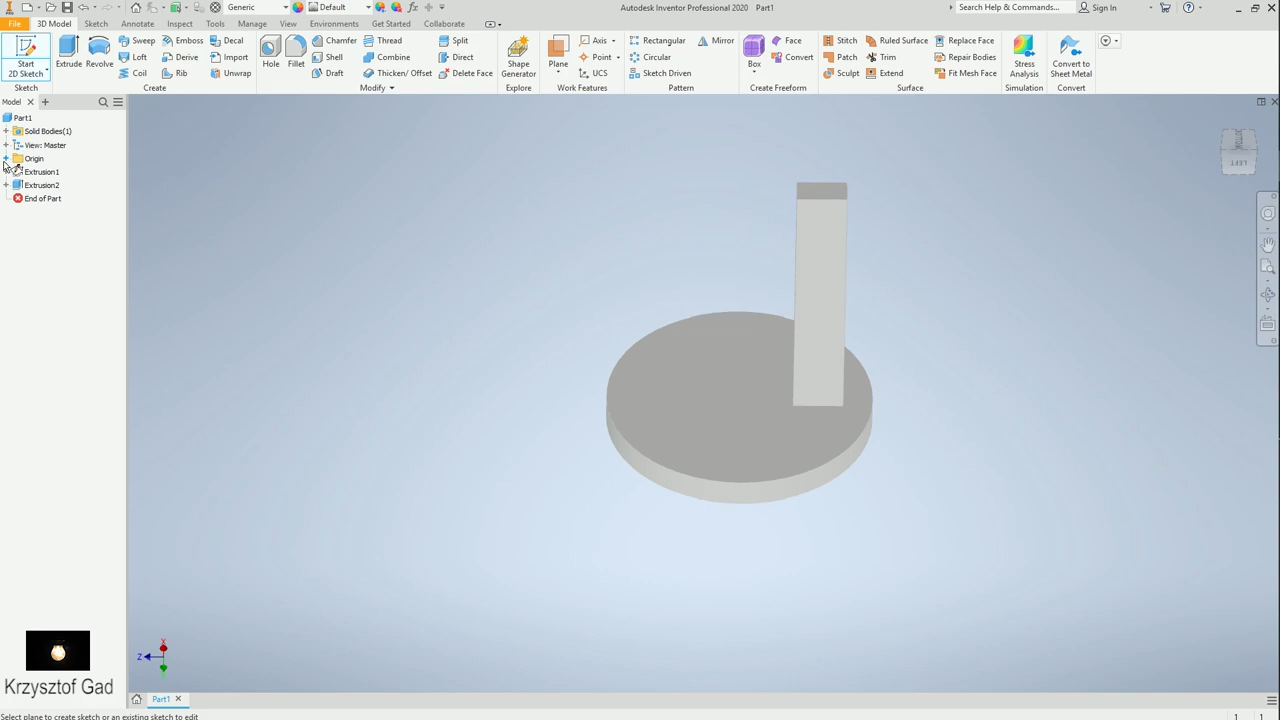 Generic Default Autodesk Inventor Professional 2020 Part1 Search Help & Commands... Sign In
File 3D Model Sketch Annotate Inspect Tools Manage View Environments Get Started Collaborate
Start 2D Sketch Extrude Revolve Sweep Emboss Decal Hole Fillet Chamfer Thread Split Shape Generator Plane Axis Rectangular Mirror Box Face Stitch Ruled Surface Replace Face Stress Analysis Convert to Sheet Metal
Loft Derive Import Shell Combine Direct Point Circular Convert Patch Trim Repair Bodies
Coil Rib Unwrap Draft Thicken/ Offset Delete Face UCS Sketch Driven Sculpt Extend Fit Mesh Face
Sketch Create Modify Explore Work Features Pattern Create Freeform Surface Simulation Convert
Model
Part1
Solid Bodies(1)
View: Master
Origin
Extrusion1
Extrusion2
End of Part
BOTTOM
LEFT
X
Z
Krzysztof Gad
Part1
Select plane to create sketch or an existing sketch to edit 1 1